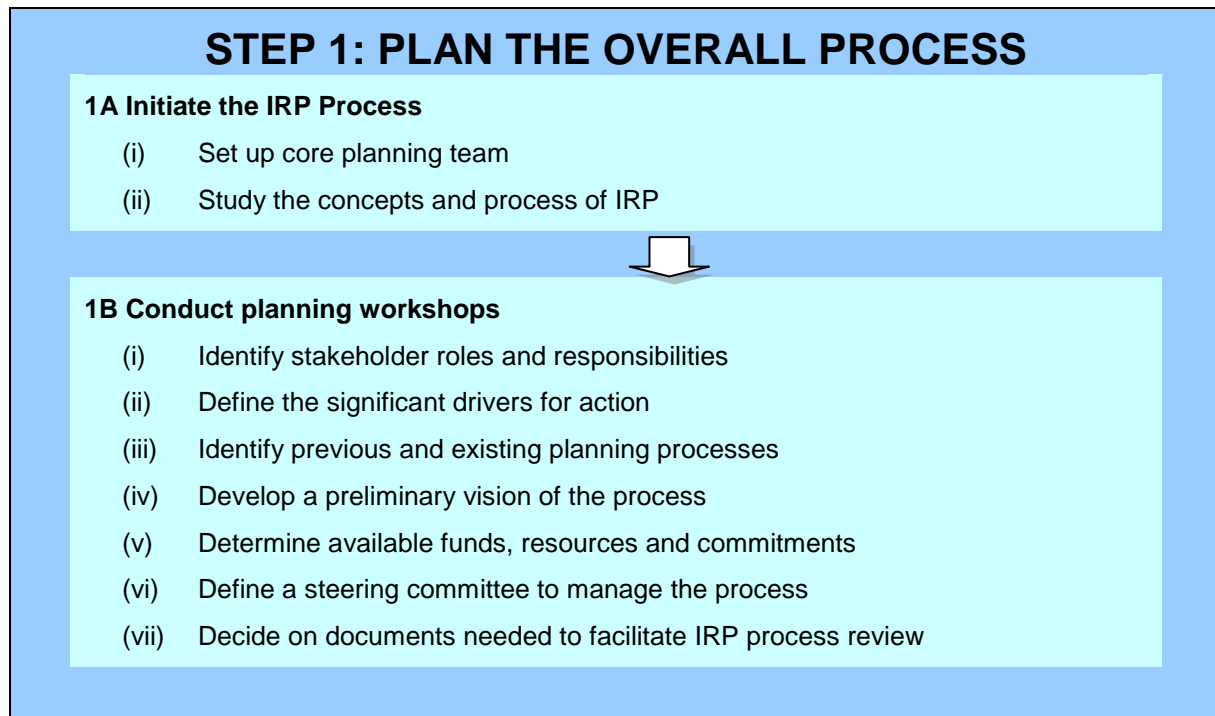 STEP 1: PLAN THE OVERALL PROCESS
1A Initiate the IRP Process
(i) Set up core planning team
(ii) Study the concepts and process of IRP
1B Conduct planning workshops
(i) Identify stakeholder roles and responsibilities
(ii) Define the significant drivers for action
(iii) Identify previous and existing planning processes
(iv) Develop a preliminary vision of the process
(v) Determine available funds, resources and commitments
(vi) Define a steering committee to manage the process
(vii) Decide on documents needed to facilitate IRP process review